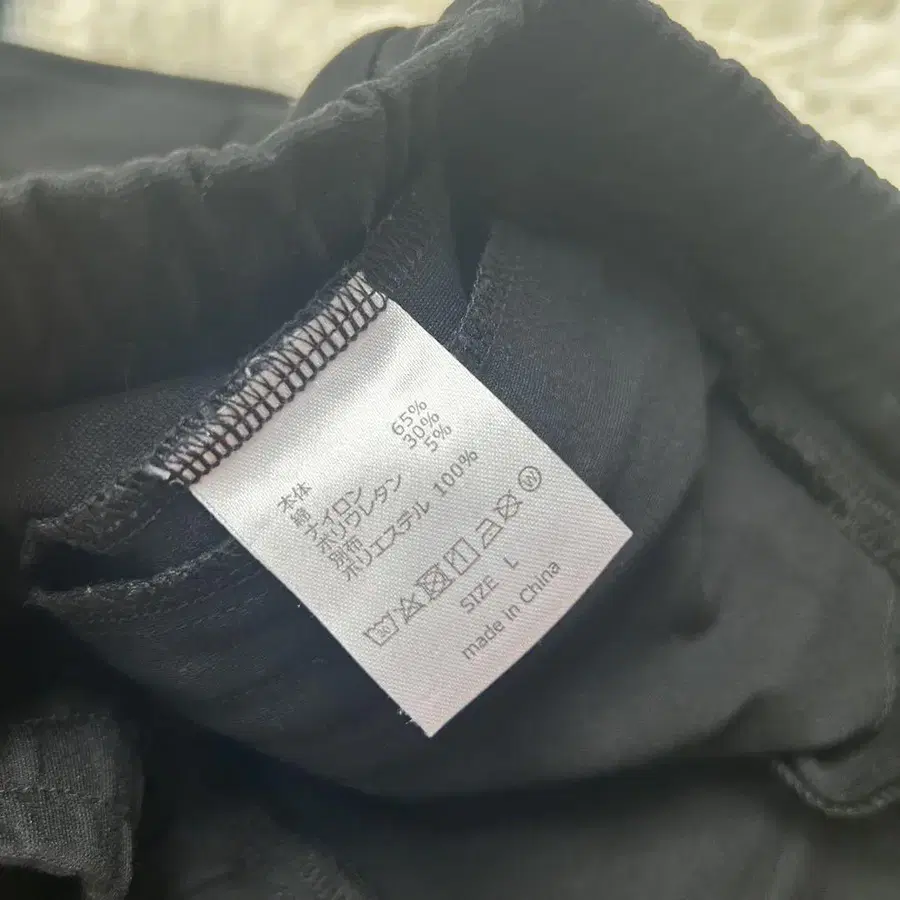 本体
綿 65%
ナイロン 30%
ポリウレタン 5%
別布
ポリエステル 100%
W
SIZE L
made in China